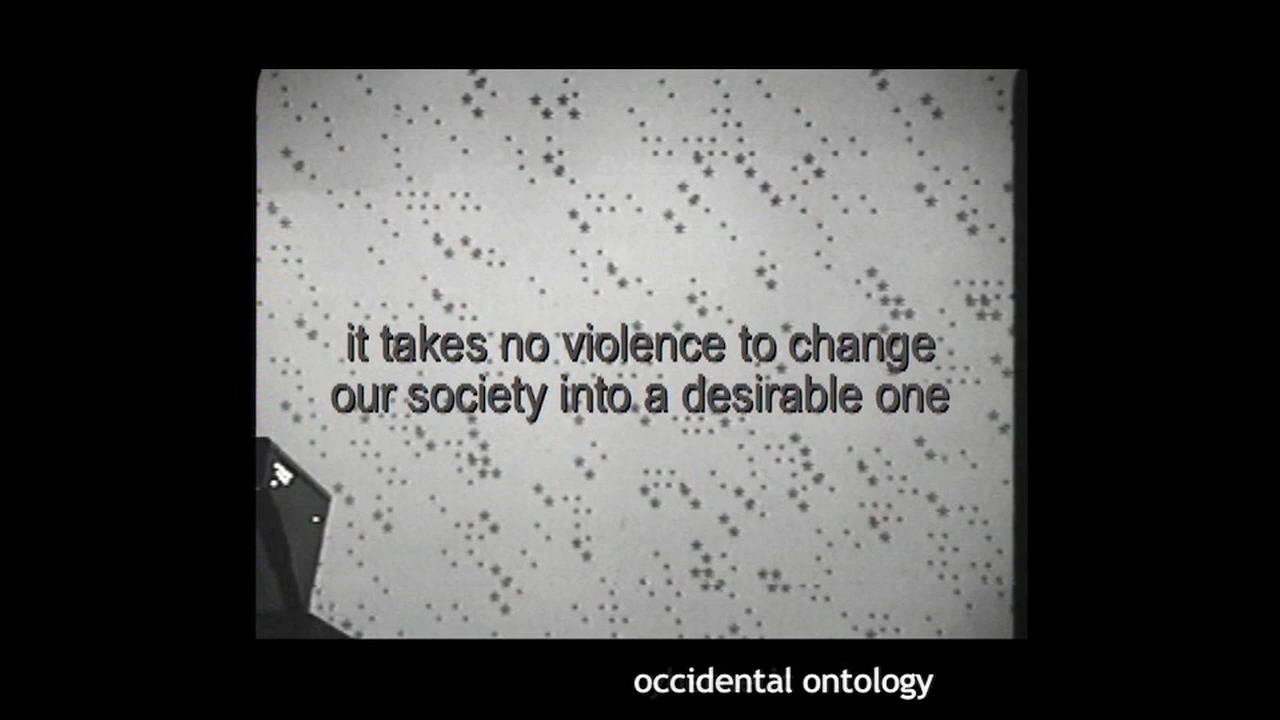 it takes no violence to change
our society into a desirable one
occidental ontology